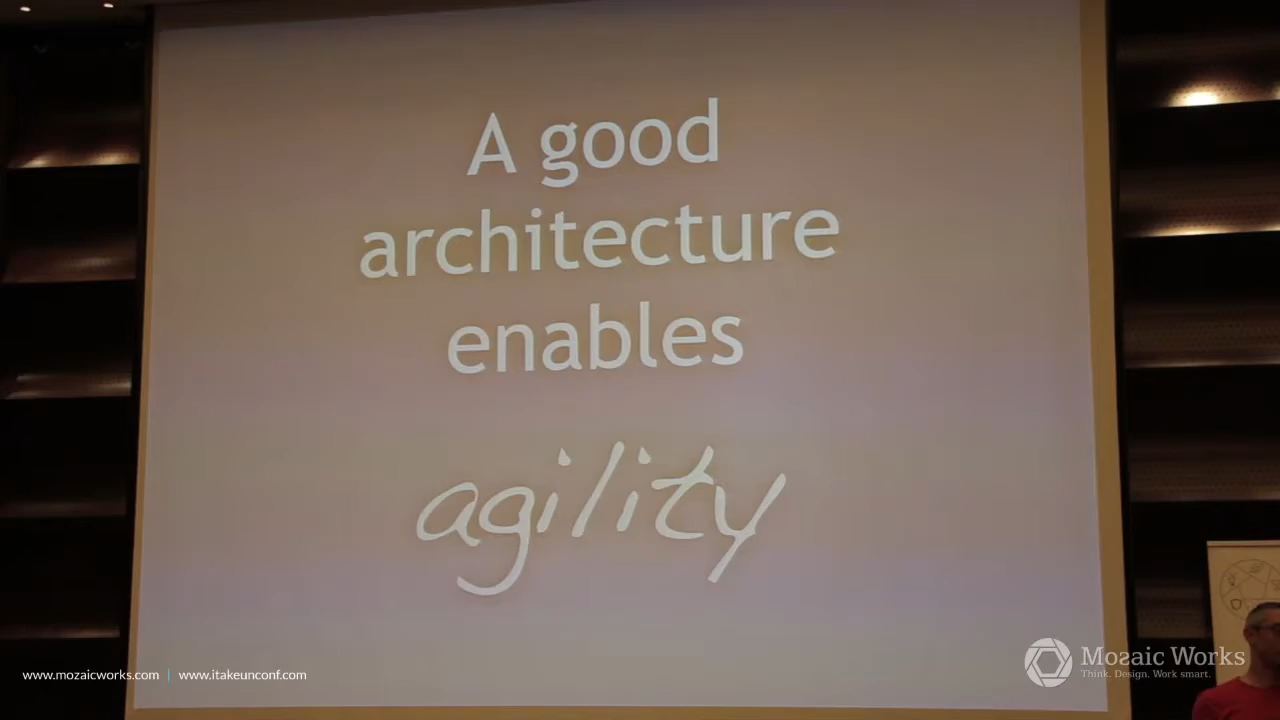 A good
architecture
enables
agility
www.mozaicworks.com | www.itakeunconf.com
Mozaic Works
Think. Design. Work smart.